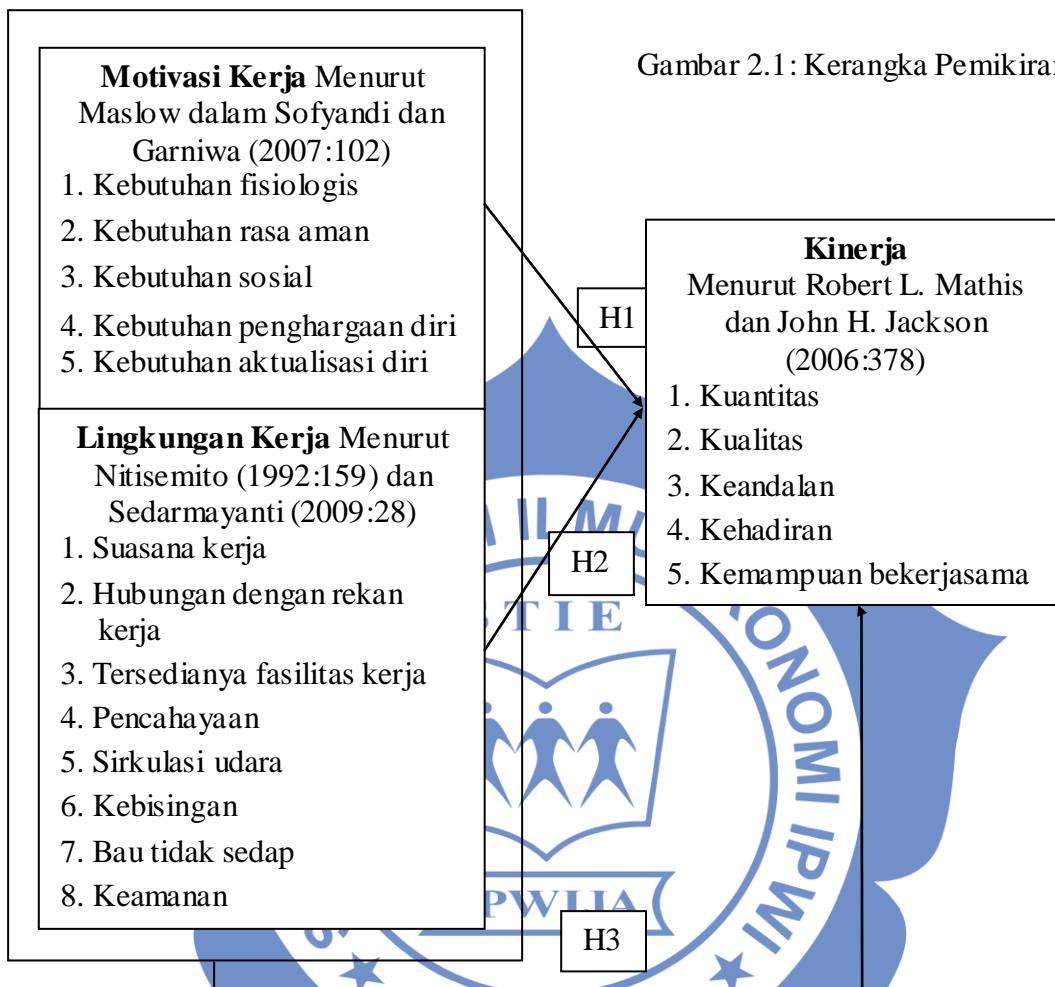 Gambar 2.1: Kerangka Pemikiran
Motivasi Kerja Menurut
Maslow dalam Sofyandi dan
Garniwa (2007:102)
1. Kebutuhan fisiologis
2. Kebutuhan rasa aman
3. Kebutuhan sosial
4. Kebutuhan penghargaan diri
5. Kebutuhan aktualisasi diri
Lingkungan Kerja Menurut
Nitisemito (1992:159) dan
Sedarmayanti (2009:28)
1. Suasana kerja
2. Hubungan dengan rekan
kerja
3. Tersedianya fasilitas kerja
4. Pencahayaan
5. Sirkulasi udara
6. Kebisingan
7. Bau tidak sedap
8. Keamanan
H1
H2
H3
Kinerja
Menurut Robert L. Mathis
dan John H. Jackson
(2006:378)
1. Kuantitas
2. Kualitas
3. Keandalan
4. Kehadiran
5. Kemampuan bekerjasama
TIE
PWIJA
IPWI